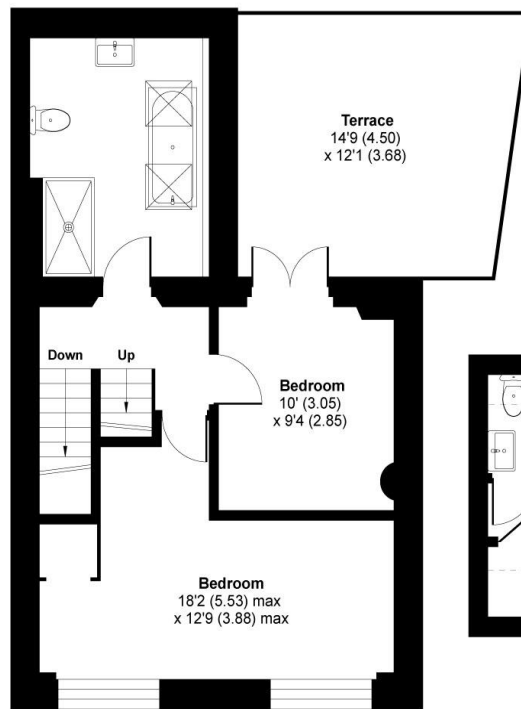 Terrace
14'9 (4.50)
x 12'1 (3.68)
Down Up
Bedroom
10' (3.05)
x 9'4 (2.85)
Bedroom
18'2 (5.53) max
x 12'9 (3.88) max